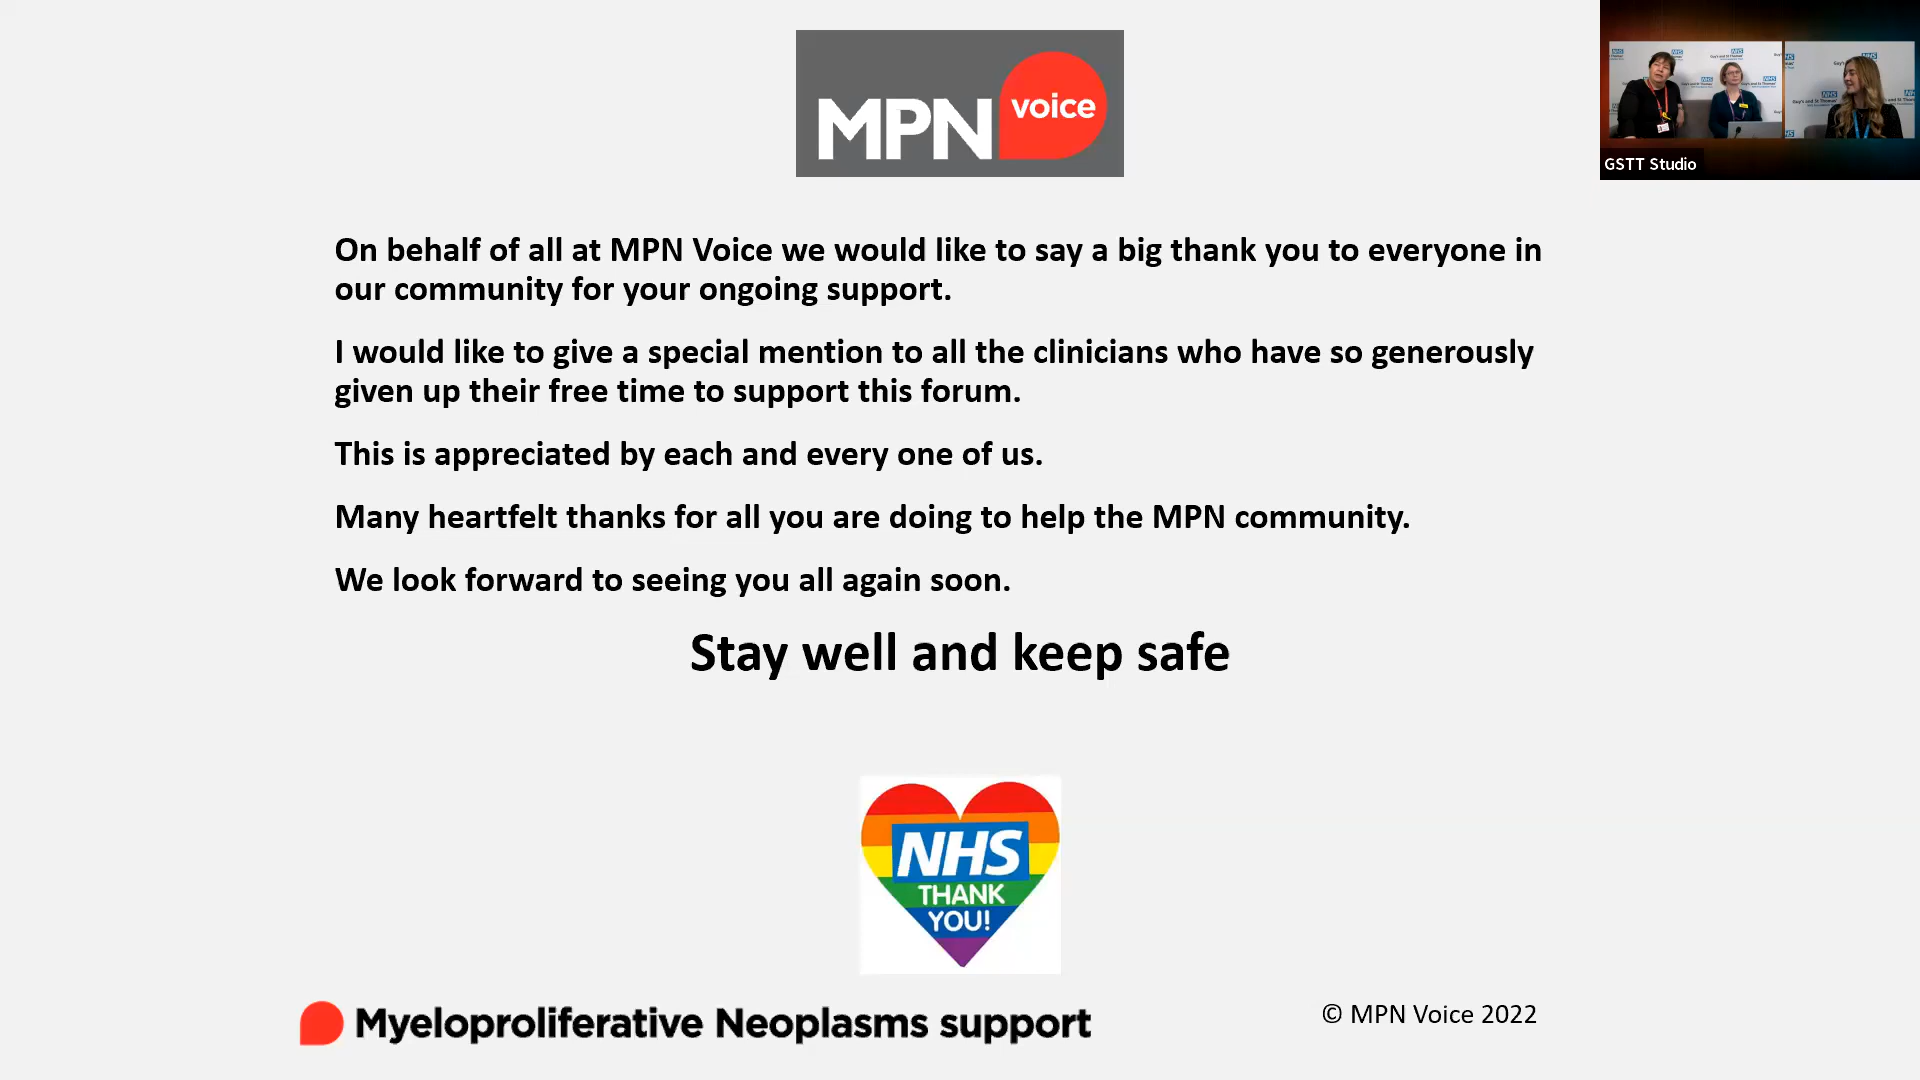 MPN voice
GSTT Studio
On behalf of all at MPN Voice we would like to say a big thank you to everyone in
our community for your ongoing support.
I would like to give a special mention to all the clinicians who have so generously
given up their free time to support this forum.
This is appreciated by each and every one of us.
Many heartfelt thanks for all you are doing to help the MPN community.
We look forward to seeing you all again soon.
Stay well and keep safe
NHS
THANK
YOU!
Myeloproliferative Neoplasms support
© MPN Voice 2022